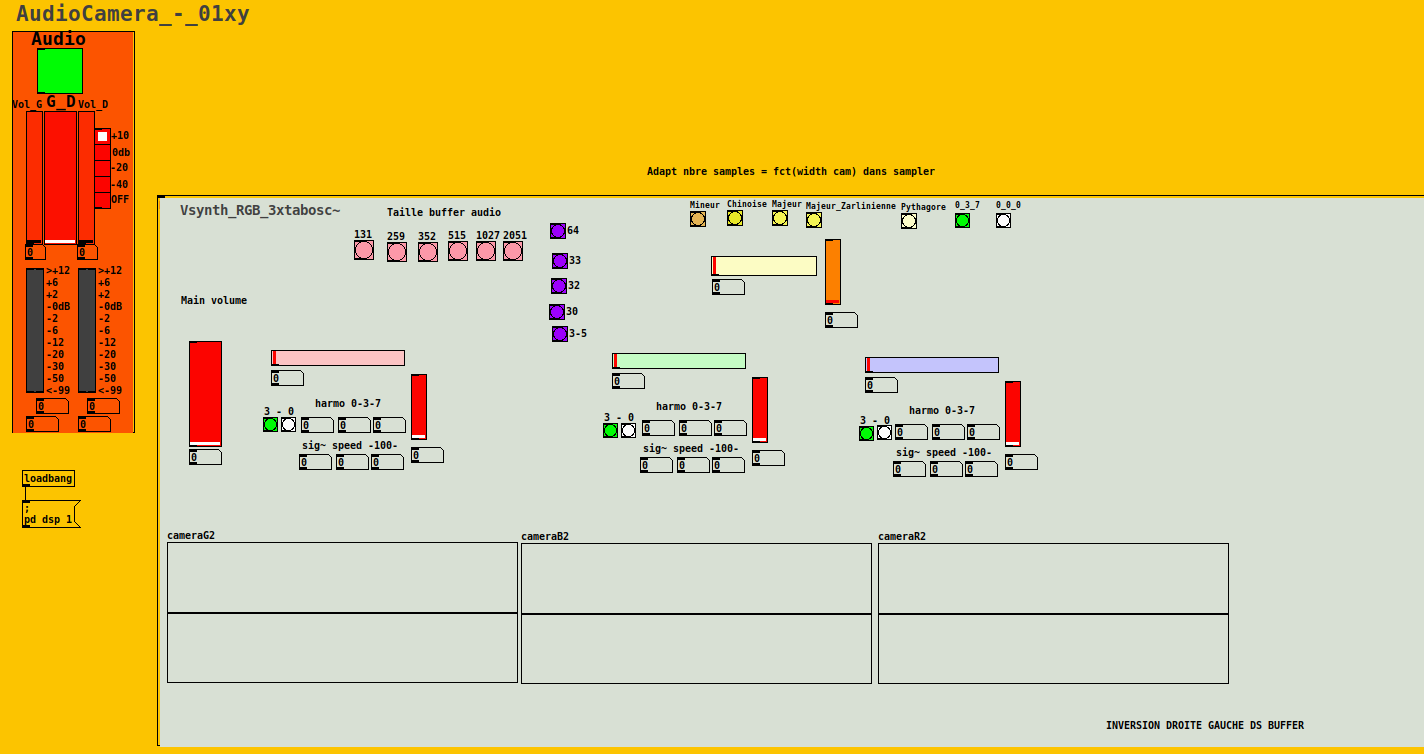 AudioCamera_-_01xy
Audio
Vol_G G_D Vol_D
+10
0db
-20
-40
OFF
0 0
>+12 >+12
+6 +6
+2 +2
-0dB -0dB
-2 -2
-6 -6
-12 -12
-20 -20
-30 -30
-50 -50
<-99 <-99
0 0
0 0
loadbang
;
pd dsp 1
Adapt nbre samples = fct(width cam) dans sampler
Vsynth_RGB_3xtabosc~
Taille buffer audio
131 259 352 515 1027 2051
64
33
32
30
3-5
Mineur Chinoise Majeur Majeur_Zarlinienne Pythagore 0_3_7 0_0_0
0
0
Main volume
0
0
harmo 0-3-7
3 - 0
0 0 0
sig~ speed -100-
0 0 0
0
0
harmo 0-3-7
3 - 0
0 0 0
sig~ speed -100-
0 0 0
0
0
harmo 0-3-7
3 - 0
0 0 0
sig~ speed -100-
0 0 0
0
cameraG2 cameraB2 cameraR2
INVERSION DROITE GAUCHE DS BUFFER